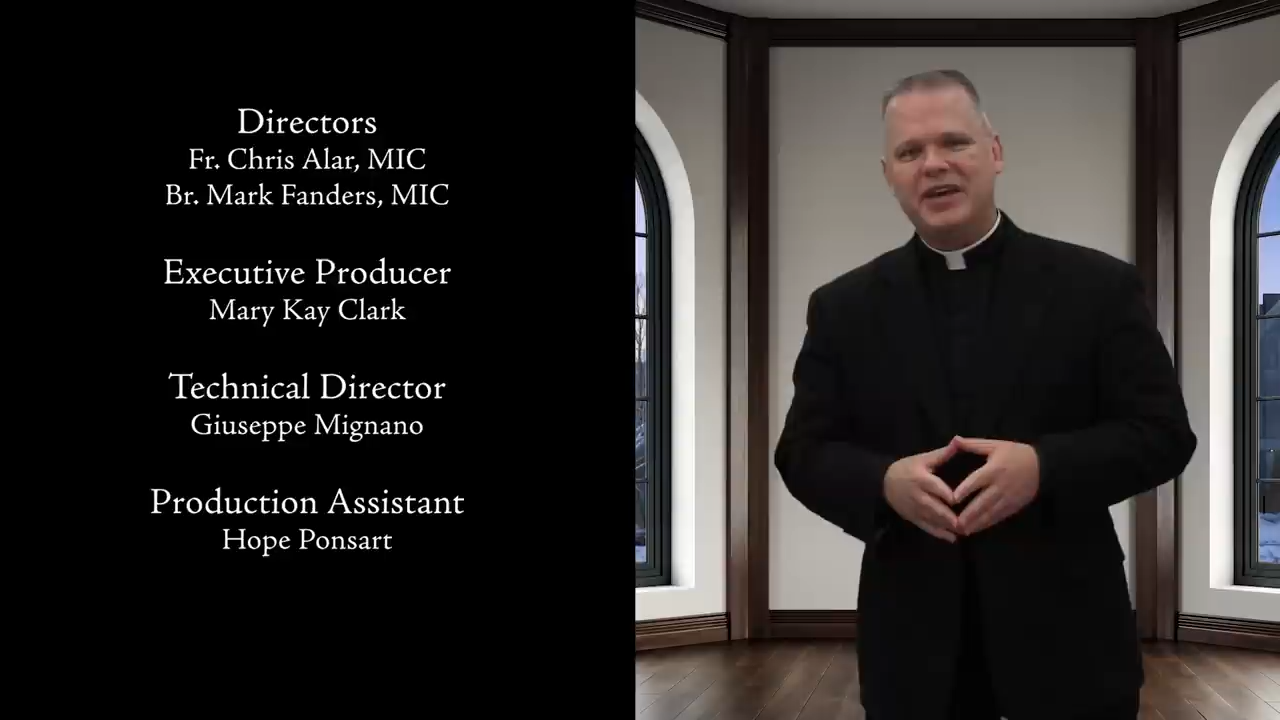 Directors
Fr. Chris Alar, MIC
Br. Mark Fanders, MIC
Executive Producer
Mary Kay Clark
Technical Director
Giuseppe Mignano
Production Assistant
Hope Ponsart